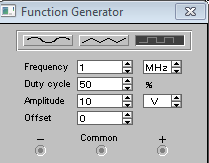 Function Generator
Frequency 1 MHz
Duty cycle 50 %
Amplitude 10 V
Offset 0
− Common +